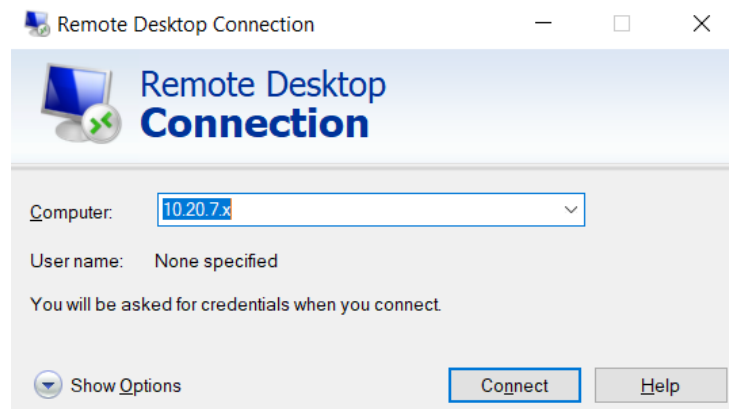 Remote Desktop Connection
Remote Desktop
Connection
Computer: 10.20.7.x
User name: None specified
You will be asked for credentials when you connect.
Show Options Connect Help